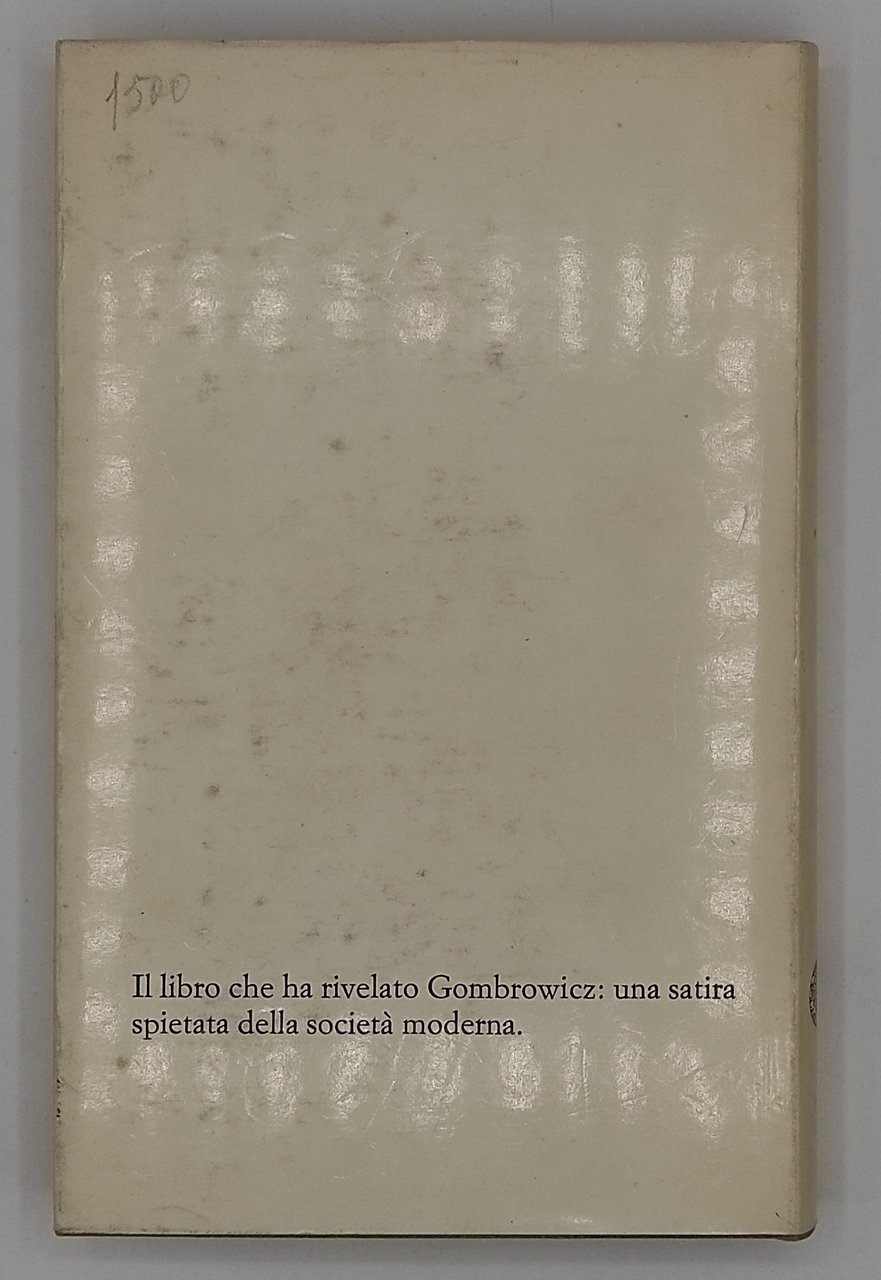 1500
Il libro che ha rivelato Gombrowicz: una satira
spietata della società moderna.